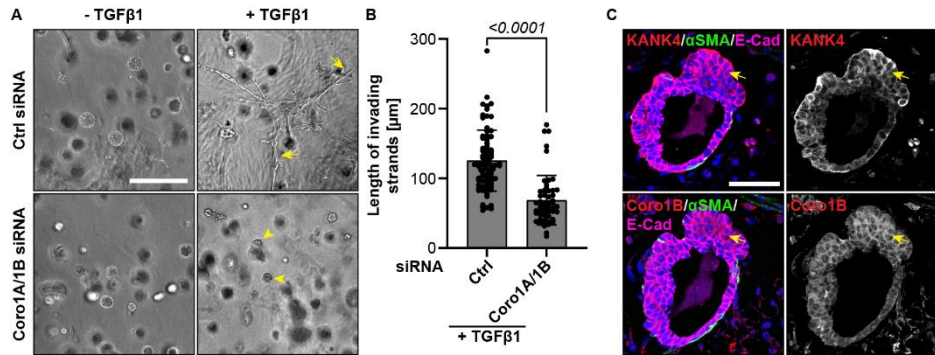 A
- TGFβ1
+ TGFβ1
Ctrl siRNA
Coro1A/1B siRNA
B
<0.0001
Length of invading
strands [µm]
300
200
100
0
siRNA
Ctrl
Coro1A/1B
+ TGFβ1
C
KANK4/αSMA/E-Cad
KANK4
Coro1B/αSMA/
E-Cad
Coro1B